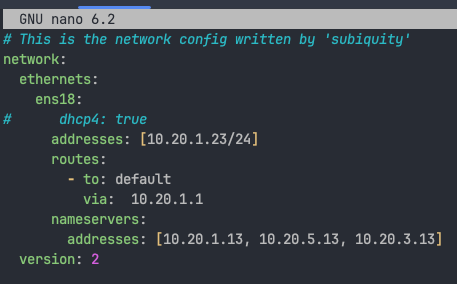 GNU nano 6.2
# This is the network config written by 'subiquity'
network:
  ethernets:
    ens18:
#      dhcp4: true
      addresses: [10.20.1.23/24]
      routes:
        - to: default
          via:  10.20.1.1
      nameservers:
        addresses: [10.20.1.13, 10.20.5.13, 10.20.3.13]
  version: 2